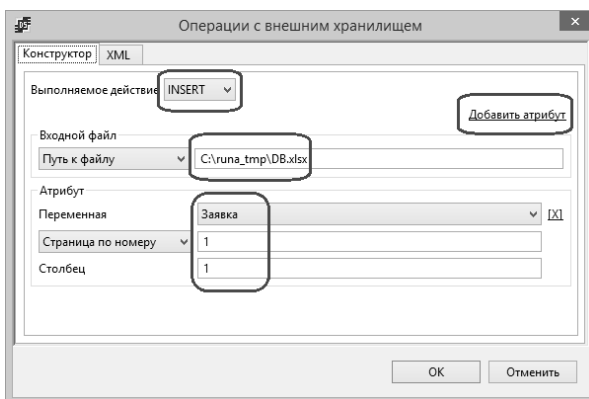 Операции с внешним хранилищем
Конструктор XML
Выполняемое действие INSERT
Добавить атрибут
Входной файл
Путь к файлу C:\runa_tmp\DB.xlsx
Атрибут
Переменная Заявка [X]
Страница по номеру 1
Столбец 1
OK Отменить